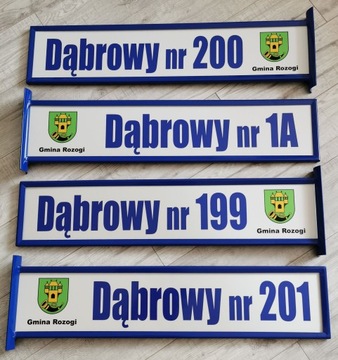 Dąbrowy nr 200
Gmina Rozogi
Dąbrowy nr 1A
Gmina Rozogi
Dąbrowy nr 199
Gmina Rozogi
Dąbrowy nr 201
Gmina Rozogi